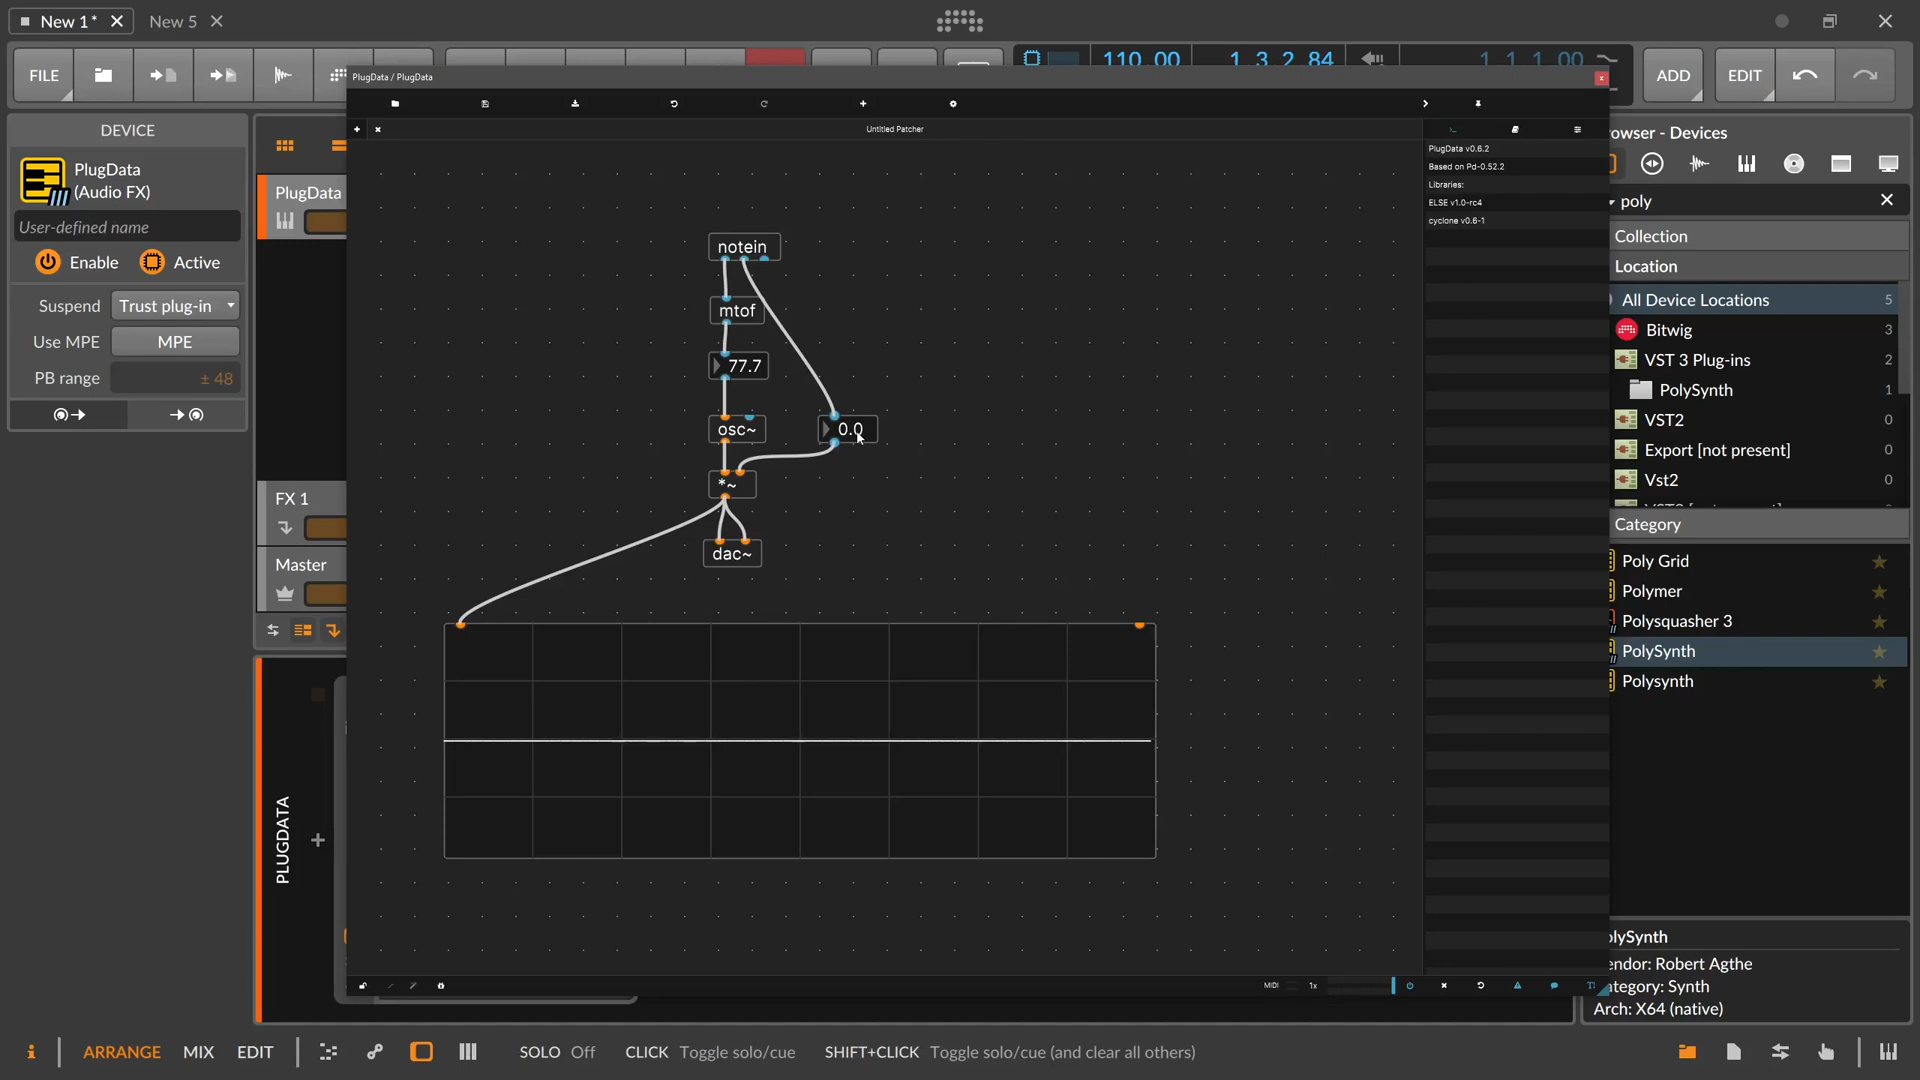 New 1*
New 5
FILE
110.00
1.3.2.84
1.1.1.00
ADD
EDIT
PlugData / PlugData
Untitled Patcher
DEVICE
PlugData
(Audio FX)
User-defined name
Enable
Active
Suspend
Trust plug-in
Use MPE
MPE
PB range
± 48
PlugData
FX 1
Master
PLUGDATA
notein
mtof
77.7
osc~
0.0
*~
dac~
PlugData v0.6.2
Based on Pd-0.52.2
Libraries:
ELSE v1.0-rc4
cyclone v0.6-1
MIDI
1x
rowser - Devices
poly
Collection
Location
All Device Locations 5
Bitwig 3
VST 3 Plug-ins 2
PolySynth 1
VST2 0
Export [not present] 0
Vst2 0
Category
Poly Grid
Polymer
Polysquasher 3
PolySynth
Polysynth
olySynth
endor: Robert Agthe
ategory: Synth
Arch: X64 (native)
ARRANGE
MIX
EDIT
SOLO Off
CLICK Toggle solo/cue
SHIFT+CLICK Toggle solo/cue (and clear all others)